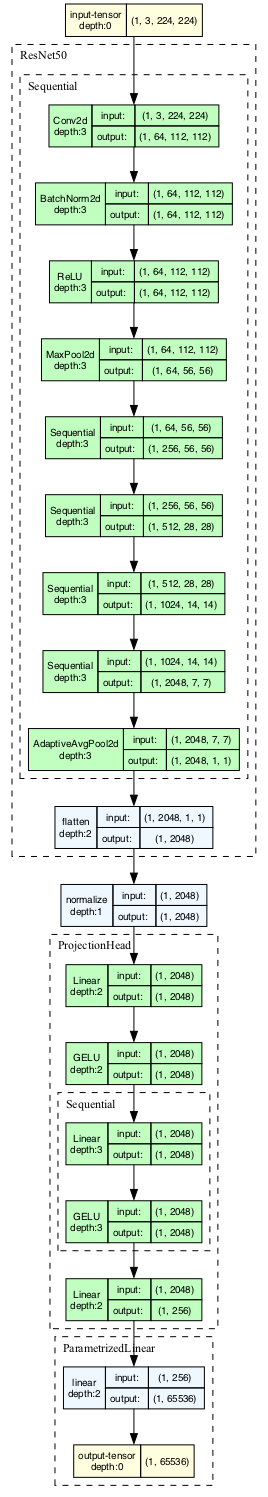 input-tensor
depth:0
(1, 3, 224, 224)
ResNet50
Sequential
Conv2d
depth:3
input:
(1, 3, 224, 224)
output:
(1, 64, 112, 112)
BatchNorm2d
depth:3
input:
(1, 64, 112, 112)
output:
(1, 64, 112, 112)
ReLU
depth:3
input:
(1, 64, 112, 112)
output:
(1, 64, 112, 112)
MaxPool2d
depth:3
input:
(1, 64, 112, 112)
output:
(1, 64, 56, 56)
Sequential
depth:3
input:
(1, 64, 56, 56)
output:
(1, 256, 56, 56)
Sequential
depth:3
input:
(1, 256, 56, 56)
output:
(1, 512, 28, 28)
Sequential
depth:3
input:
(1, 512, 28, 28)
output:
(1, 1024, 14, 14)
Sequential
depth:3
input:
(1, 1024, 14, 14)
output:
(1, 2048, 7, 7)
AdaptiveAvgPool2d
depth:3
input:
(1, 2048, 7, 7)
output:
(1, 2048, 1, 1)
flatten
depth:2
input:
(1, 2048, 1, 1)
output:
(1, 2048)
normalize
depth:1
input:
(1, 2048)
output:
(1, 2048)
ProjectionHead
Linear
depth:2
input:
(1, 2048)
output:
(1, 2048)
GELU
depth:2
input:
(1, 2048)
output:
(1, 2048)
Sequential
Linear
depth:3
input:
(1, 2048)
output:
(1, 2048)
GELU
depth:3
input:
(1, 2048)
output:
(1, 2048)
Linear
depth:2
input:
(1, 2048)
output:
(1, 256)
ParametrizedLinear
linear
depth:2
input:
(1, 256)
output:
(1, 65536)
output-tensor
depth:0
(1, 65536)